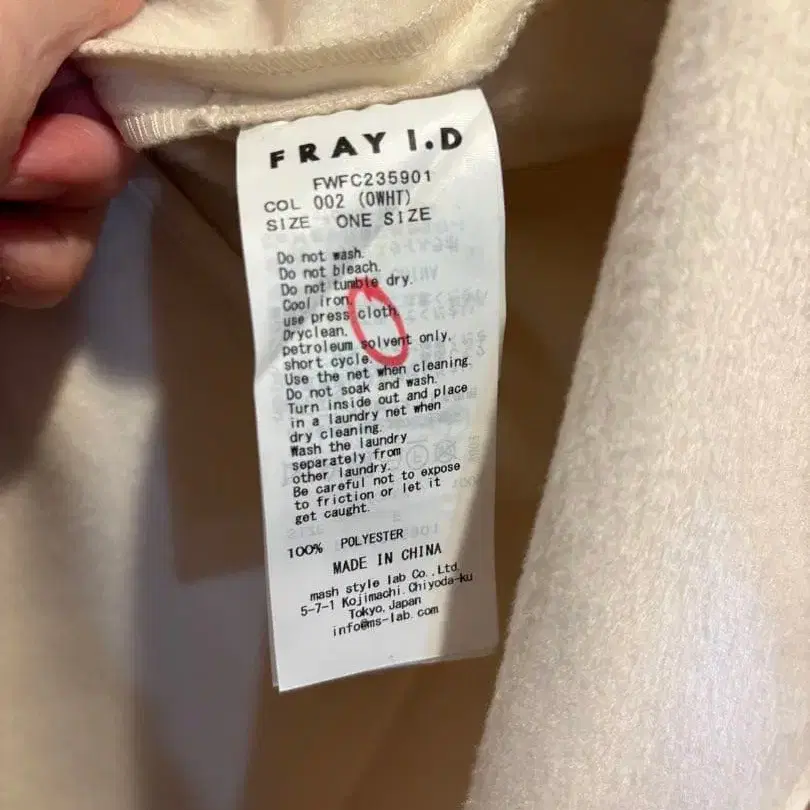 FRAY I.D
FWFC235901
COL 002 (OWHT)
SIZE ONE SIZE
Do not wash.
Do not bleach.
Do not tumble dry.
Cool iron.
use press cloth.
Dryclean.
petroleum solvent only.
short cycle.
Use the net when cleaning.
Do not soak and wash.
Turn inside out and place
in a laundry net when
dry cleaning.
Wash the laundry
separately from
other laundry.
Be careful not to expose
to friction or let it
get caught.
100% POLYESTER
MADE IN CHINA
mash style lab Co., Ltd.
5-7-1 Kojimachi, Chiyoda-ku
Tokyo, Japan
info@ms-lab.com